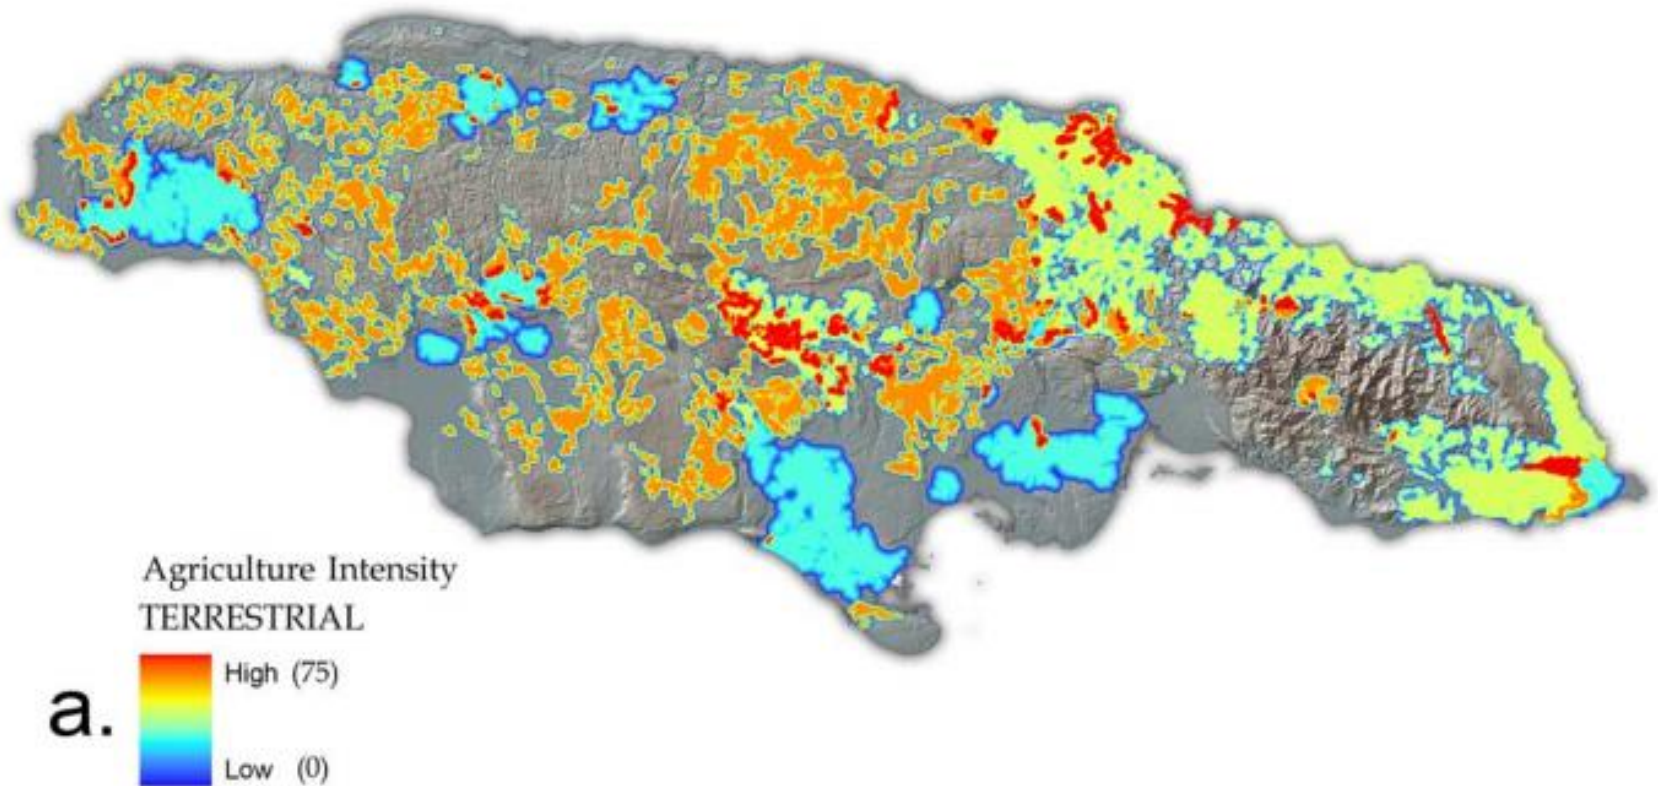 Agriculture Intensity
TERRESTRIAL
High (75)
a.
Low (0)